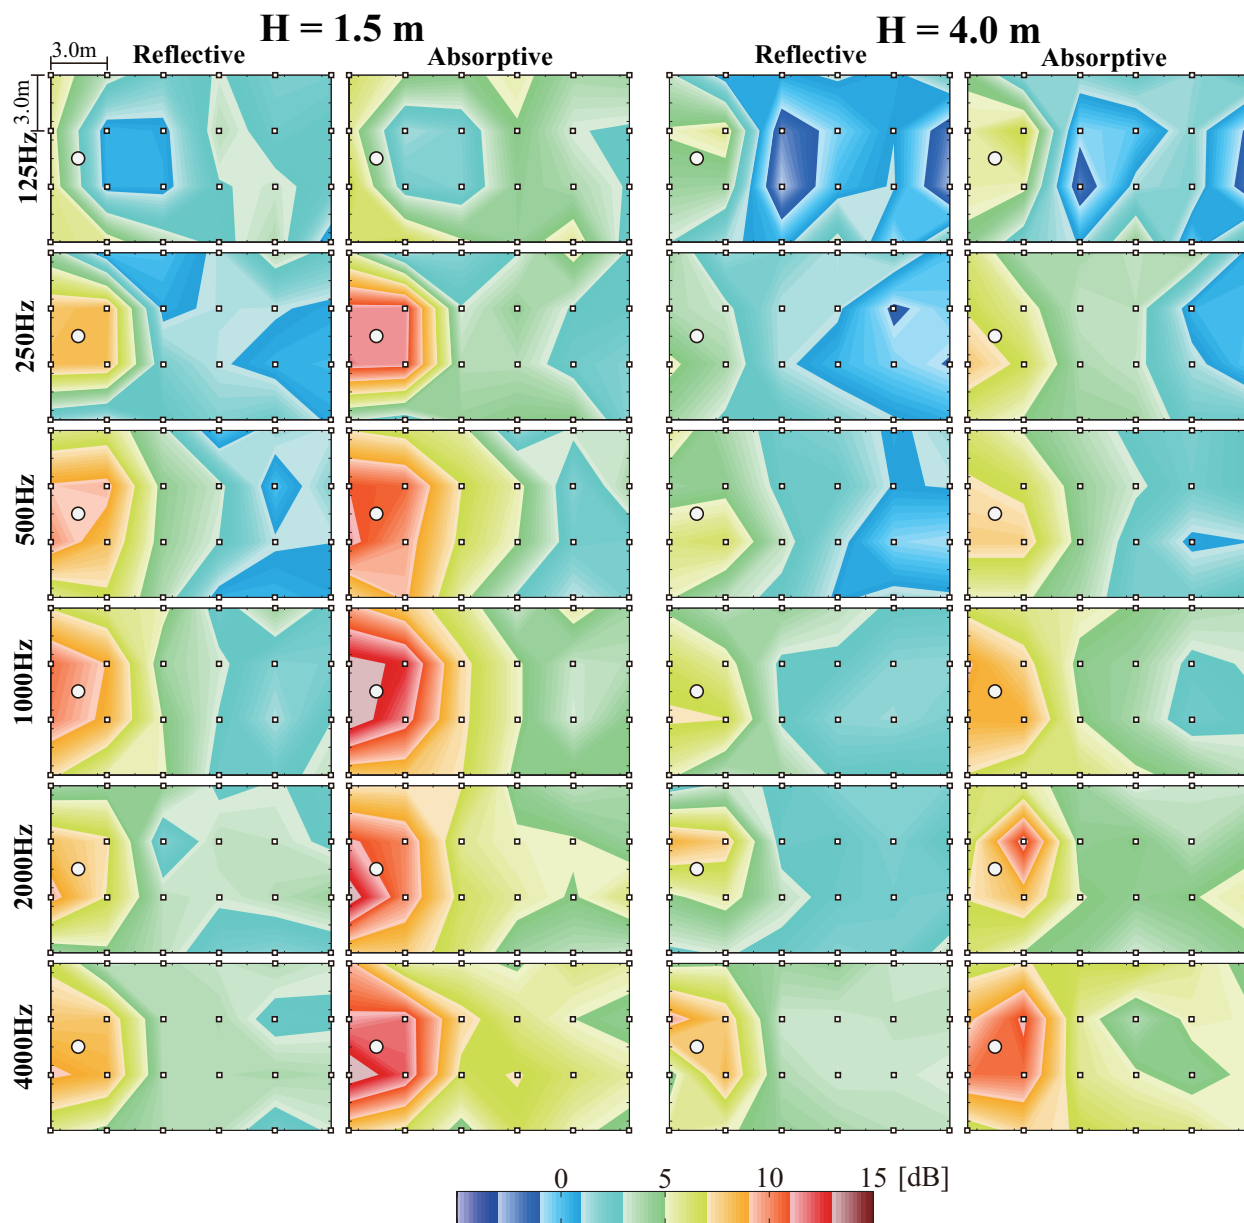 H = 1.5 m
H = 4.0 m
Reflective
Absorptive
Reflective
Absorptive
3.0m
3.0m
125Hz
250Hz
500Hz
1000Hz
2000Hz
4000Hz
0 5 10 15 [dB]